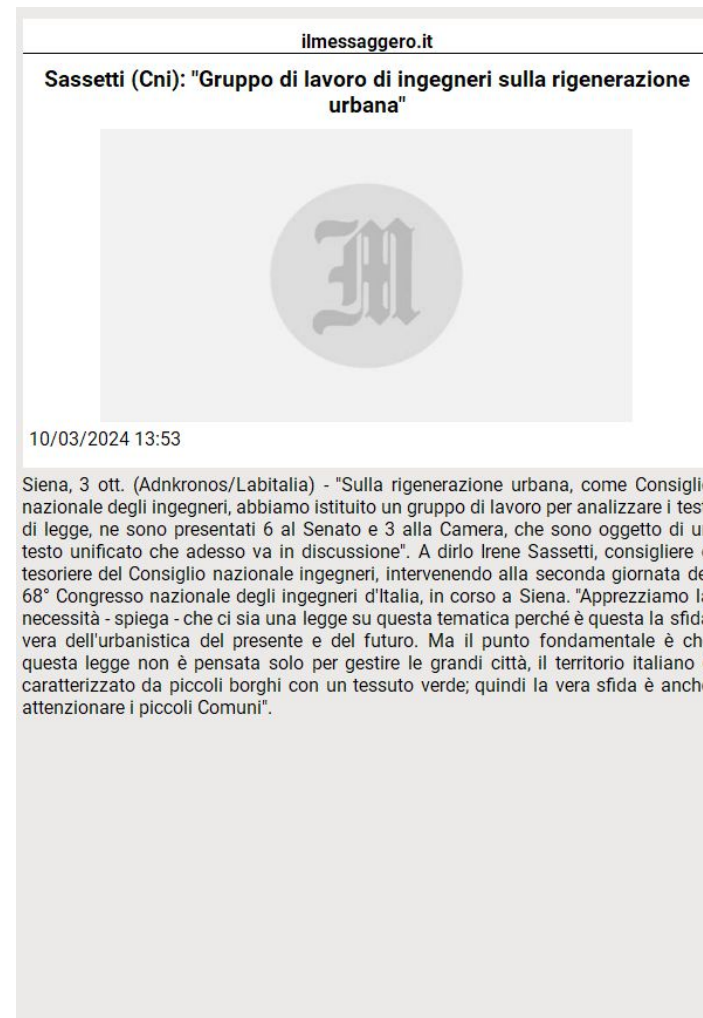 ilmessaggero.it
Sassetti (Cni): "Gruppo di lavoro di ingegneri sulla rigenerazione
urbana"
M
10/03/2024 13:53
Siena, 3 ott. (Adnkronos/Labitalia) - "Sulla rigenerazione urbana, come Consigli
nazionale degli ingegneri, abbiamo istituito un gruppo di lavoro per analizzare i test
di legge, ne sono presentati 6 al Senato e 3 alla Camera, che sono oggetto di u
testo unificato che adesso va in discussione". A dirlo Irene Sassetti, consigliere
tesoriere del Consiglio nazionale ingegneri, intervenendo alla seconda giornata de
68° Congresso nazionale degli ingegneri d'Italia, in corso a Siena. "Apprezziamo la
necessità - spiega - che ci sia una legge su questa tematica perché è questa la sfida
vera dell'urbanistica del presente e del futuro. Ma il punto fondamentale è ch
questa legge non è pensata solo per gestire le grandi città, il territorio italiano
caratterizzato da piccoli borghi con un tessuto verde; quindi la vera sfida è anche
attenzionare i piccoli Comuni".